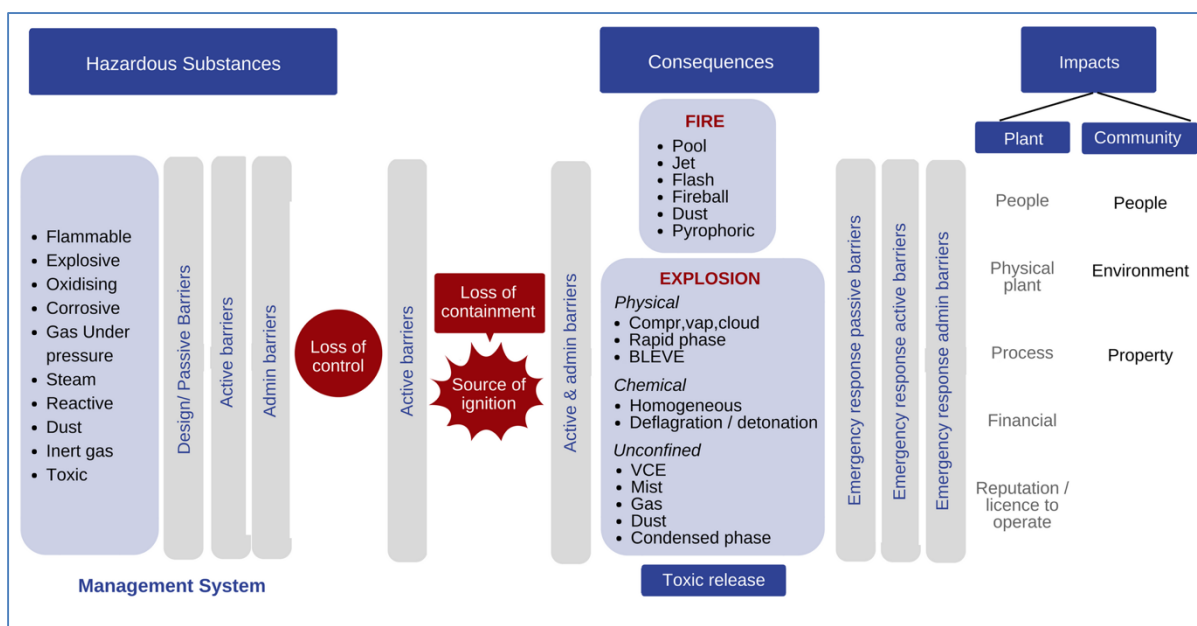 Hazardous Substances
Flammable
Explosive
Oxidising
Corrosive
Gas Under
pressure
Steam
Reactive
Dust
Inert gas
Toxic
Management System
Design/ Passive Barriers
Active barriers
Admin barriers
Loss of
control
Active barriers
Loss of
containment
Source of
ignition
Active & admin barriers
Consequences
FIRE
Pool
Jet
Flash
Fireball
Dust
Pyrophoric
EXPLOSION
Physical
Compr,vap,cloud
Rapid phase
BLEVE
Chemical
Homogeneous
Deflagration / detonation
Unconfined
VCE
Mist
Gas
Dust
Condensed phase
Toxic release
Emergency response passive barriers
Emergency response active barriers
Emergency response admin barriers
Impacts
Plant
People
Physical
plant
Process
Financial
Reputation /
licence to
operate
Community
People
Environment
Property